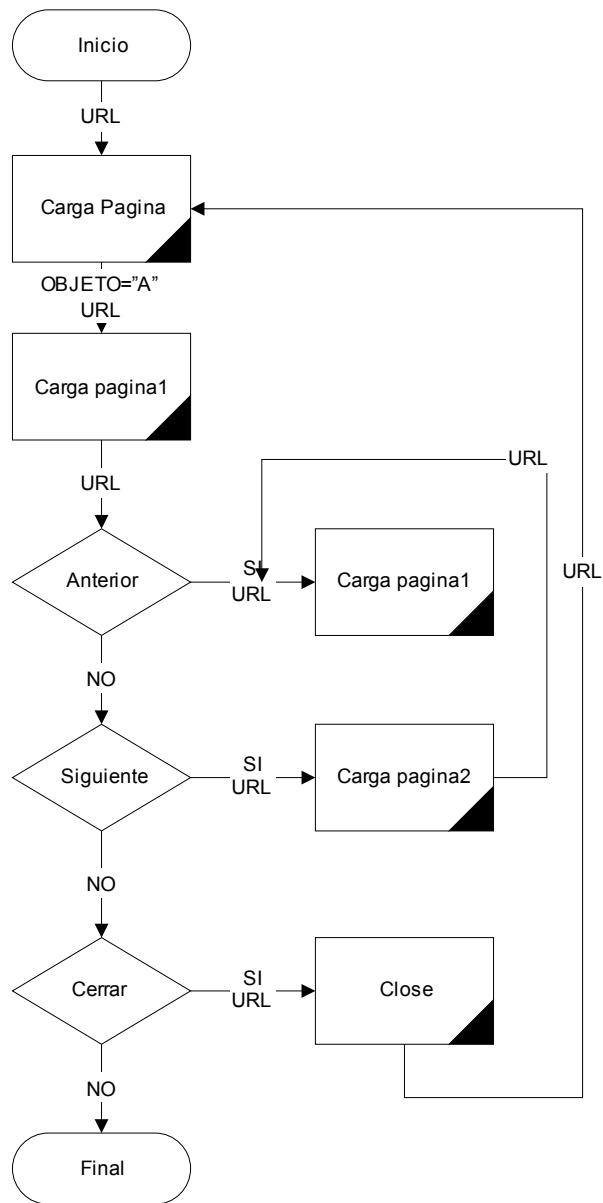 Inicio
URL
Carga Pagina
OBJETO=”A”
URL
Carga pagina1
URL
URL
Anterior
SI
URL
Carga pagina1
URL
NO
Siguiente
SI
URL
Carga pagina2
NO
Cerrar
SI
URL
Close
NO
Final